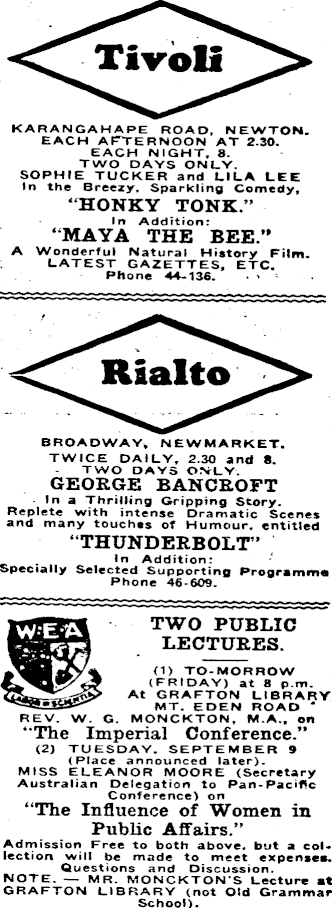 Tivoli
KARANGAHAPE ROAD, NEWTON.
EACH AFTERNOON AT 2.30.
EACH NIGHT, 8.
TWO DAYS ONLY.
SOPHIE TUCKER and LILA LEE
In the Breezy, Sparkling Comedy,
"HONKY TONK."
In Addition:
"MAYA THE BEE."
A Wonderful Natural History Film.
LATEST GAZETTES, ETC.
Phone 44-136.
Rialto
BROADWAY, NEWMARKET.
TWICE DAILY, 2.30 and 8.
TWO DAYS ONLY.
GEORGE BANCROFT
In a Thrilling Gripping Story.
Replete with intense Dramatic Scenes
and many touches of Humour, entitled
"THUNDERBOLT"
In Addition:
Specially Selected Supporting Programme
Phone 46-609.
W·E·A
LABOR ET SCIENTIA
TWO PUBLIC
LECTURES.
(1) TO-MORROW
(FRIDAY) at 8 p.m.
At GRAFTON LIBRARY
MT. EDEN ROAD
REV. W. G. MONCKTON, M.A., on
"The Imperial Conference."
(2) TUESDAY, SEPTEMBER 9
(Place announced later).
MISS ELEANOR MOORE (Secretary
Australian Delegation to Pan-Pacific
Conference) on
"The Influence of Women in
Public Affairs."
Admission Free to both above, but a col-
lection will be made to meet expenses.
Questions and Discussion.
NOTE. — MR. MONCKTON'S Lecture at
GRAFTON LIBRARY (not Old Grammar
School).